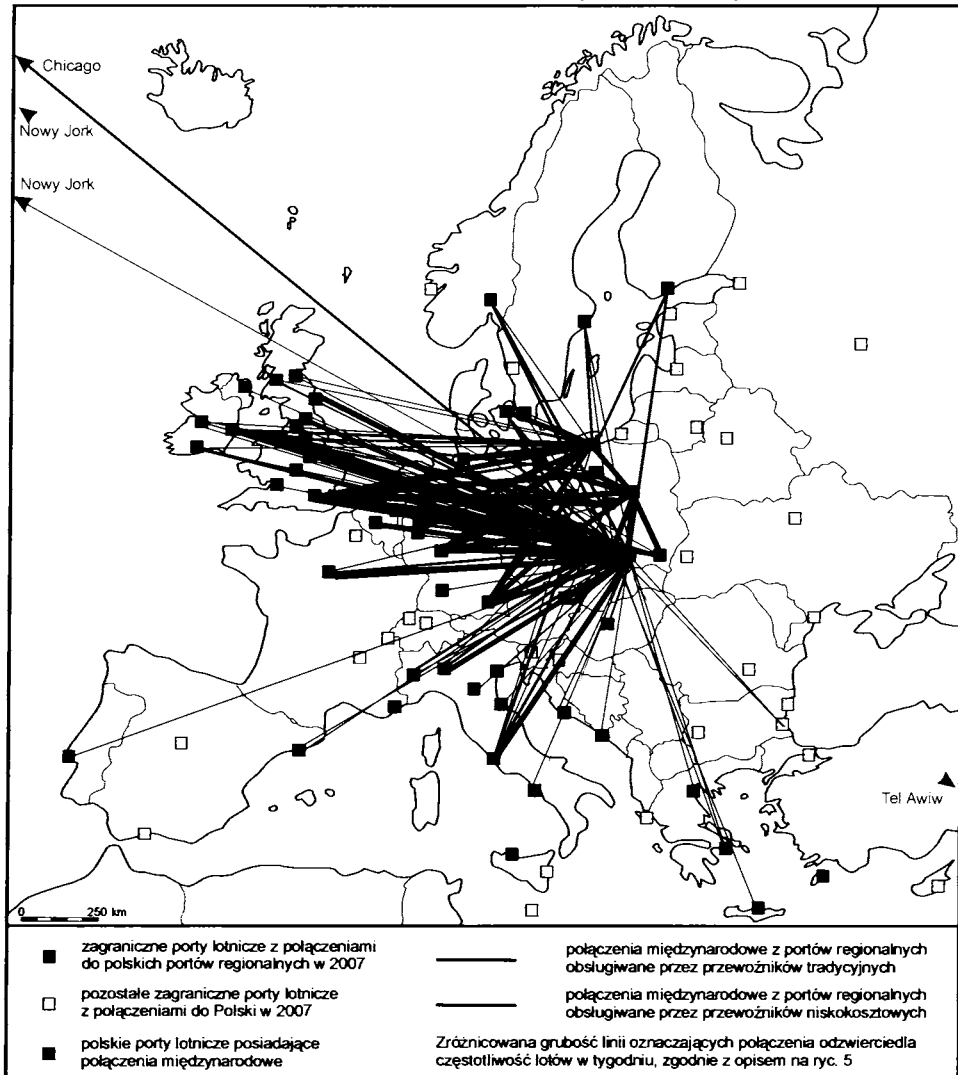 Chicago
Nowy Jork
Nowy Jork
Tel Awiw
0 250 km
zagraniczne porty lotnicze z połączeniami
do polskich portów regionalnych w 2007
pozostałe zagraniczne porty lotnicze
z połączeniami do Polski w 2007
polskie porty lotnicze posiadające
połączenia międzynarodowe
połączenia międzynarodowe z portów regionalnych
obsługiwane przez przewoźników tradycyjnych
połączenia międzynarodowe z portów regionalnych
obsługiwane przez przewoźników niskokosztowych
Zróżnicowana grubość linii oznaczających połączenia odzwierciedla
częstotliwość lotów w tygodniu, zgodnie z opisem na ryc. 5